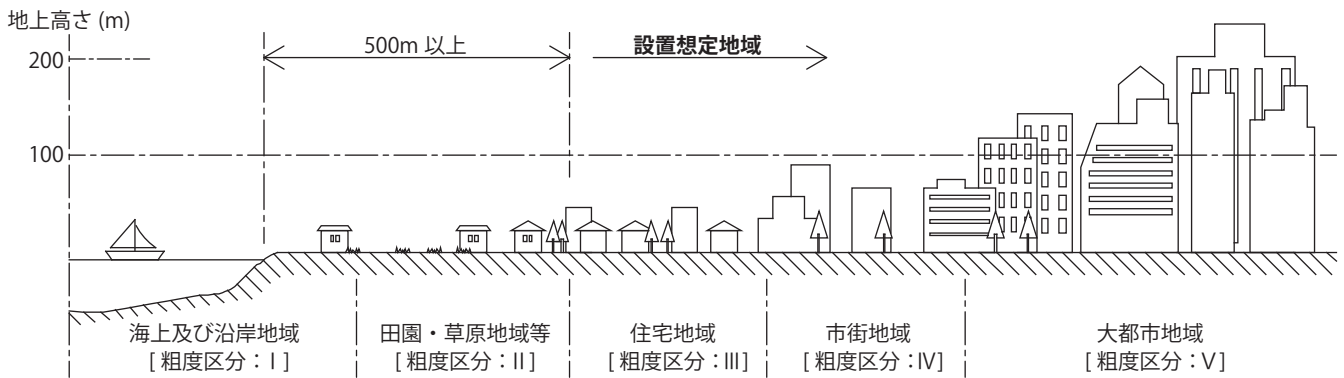 地上高さ (m)
500m 以上
設置想定地域
200
100
海上及び沿岸地域
[ 粗度区分：I ]
田園・草原地域等
[ 粗度区分：II ]
住宅地域
[ 粗度区分：III ]
市街地域
[ 粗度区分：IV ]
大都市地域
[ 粗度区分：V ]